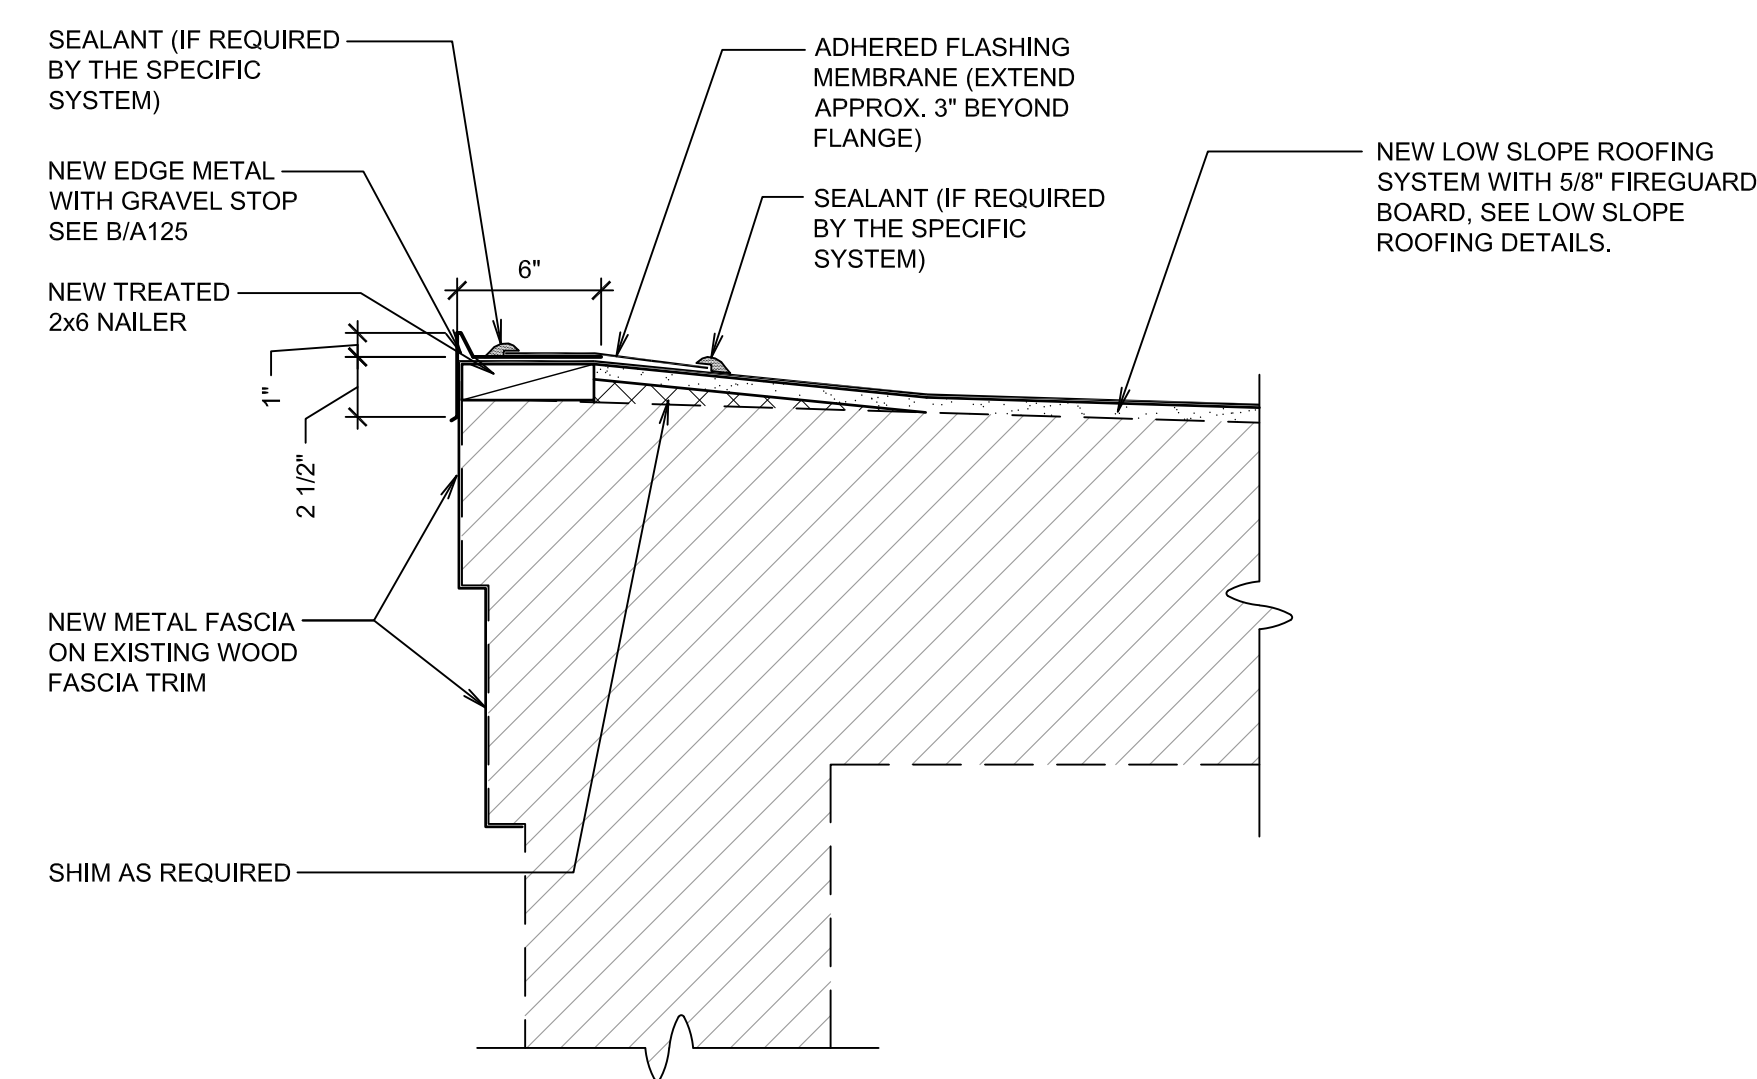 SEALANT (IF REQUIRED
BY THE SPECIFIC
SYSTEM)
NEW EDGE METAL
WITH GRAVEL STOP
SEE B/A125
NEW TREATED
2x6 NAILER
6"
1"
2 1/2"
NEW METAL FASCIA
ON EXISTING WOOD
FASCIA TRIM
SHIM AS REQUIRED
ADHERED FLASHING
MEMBRANE (EXTEND
APPROX. 3" BEYOND
FLANGE)
SEALANT (IF REQUIRED
BY THE SPECIFIC
SYSTEM)
NEW LOW SLOPE ROOFING
SYSTEM WITH 5/8" FIREGUARD
BOARD, SEE LOW SLOPE
ROOFING DETAILS.